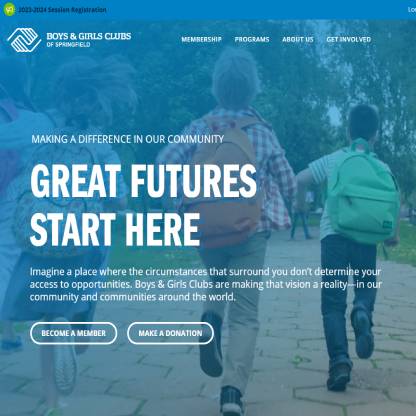 2023-2024 Session Registration
BOYS & GIRLS CLUBS
OF SPRINGFIELD
MEMBERSHIP PROGRAMS ABOUT US GET INVOLVED
MAKING A DIFFERENCE IN OUR COMMUNITY
GREAT FUTURES
START HERE
Imagine a place where the circumstances that surround you don't determine your
access to opportunities. Boys & Girls Clubs are making that vision a reality—in our
community and communities around the world.
BECOME A MEMBER MAKE A DONATION